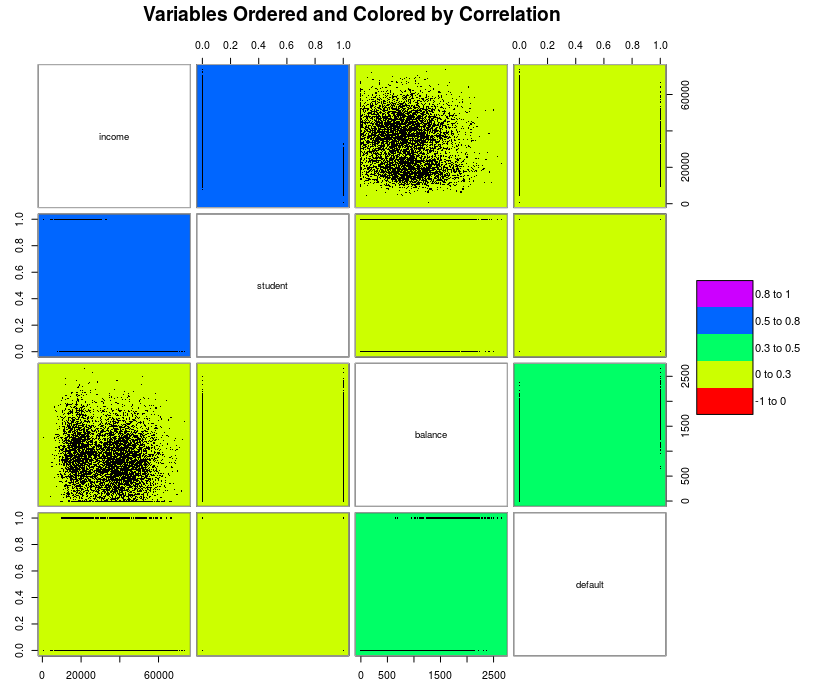 Variables Ordered and Colored by Correlation
0.0 0.2 0.4 0.6 0.8 1.0 0.0 0.2 0.4 0.6 0.8 1.0
income
0 20000 60000
0.0 0.2 0.4 0.6 0.8 1.0
student
0.8 to 1
0.5 to 0.8
0.3 to 0.5
0 to 0.3
-1 to 0
balance
0 500 1500 2500
0.0 0.2 0.4 0.6 0.8 1.0
default
0 20000 60000 0 500 1500 2500